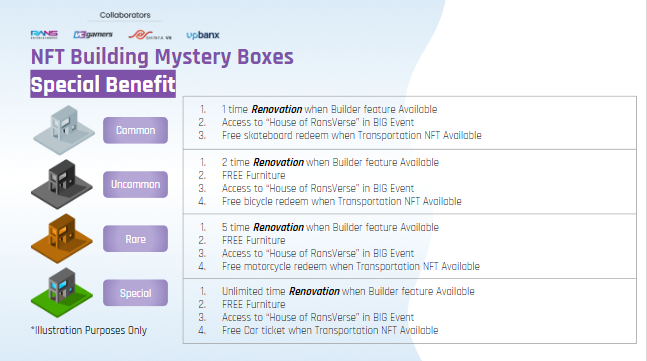 Collaborators
RANS
ENTERTAINMENT
gamers
SHINTA VR
upbanx
NFT Building Mystery Boxes
Special Benefit
Common
1. 1 time Renovation when Builder feature Available
2. Access to “House of RansVerse” in BIG Event
3. Free skateboard redeem when Transportation NFT Available
Uncommon
1. 2 time Renovation when Builder feature Available
2. FREE Furniture
3. Access to “House of RansVerse” in BIG Event
4. Free bicycle redeem when Transportation NFT Available
Rare
1. 5 time Renovation when Builder feature Available
2. FREE Furniture
3. Access to “House of RansVerse” in BIG Event
4. Free motorcycle redeem when Transportation NFT Available
Special
1. Unlimited time Renovation when Builder feature Available
2. FREE Furniture
3. Access to “House of RansVerse” in BIG Event
4. Free Car ticket when Transportation NFT Available
*Illustration Purposes Only